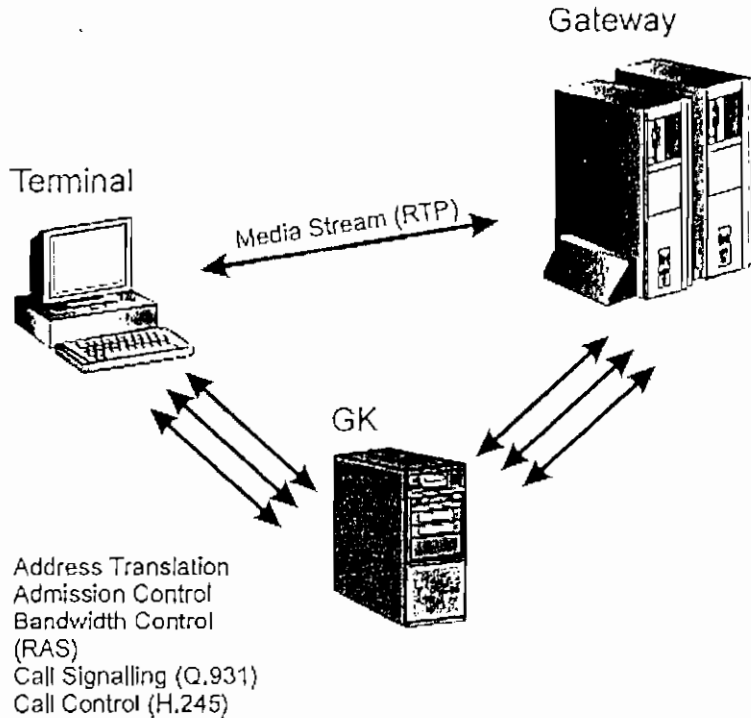 Gateway
Terminal
Media Stream (RTP)
GK
Address Translation
Admission Control
Bandwidth Control
(RAS)
Call Signalling (Q.931)
Call Control (H.245)